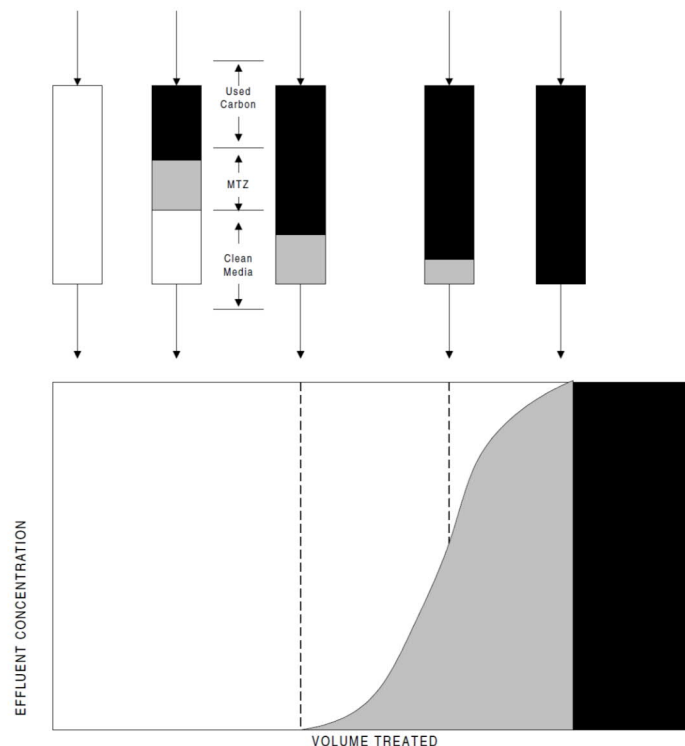 Used
Carbon
MTZ
Clean
Media
EFFLUENT CONCENTRATION
VOLUME TREATED